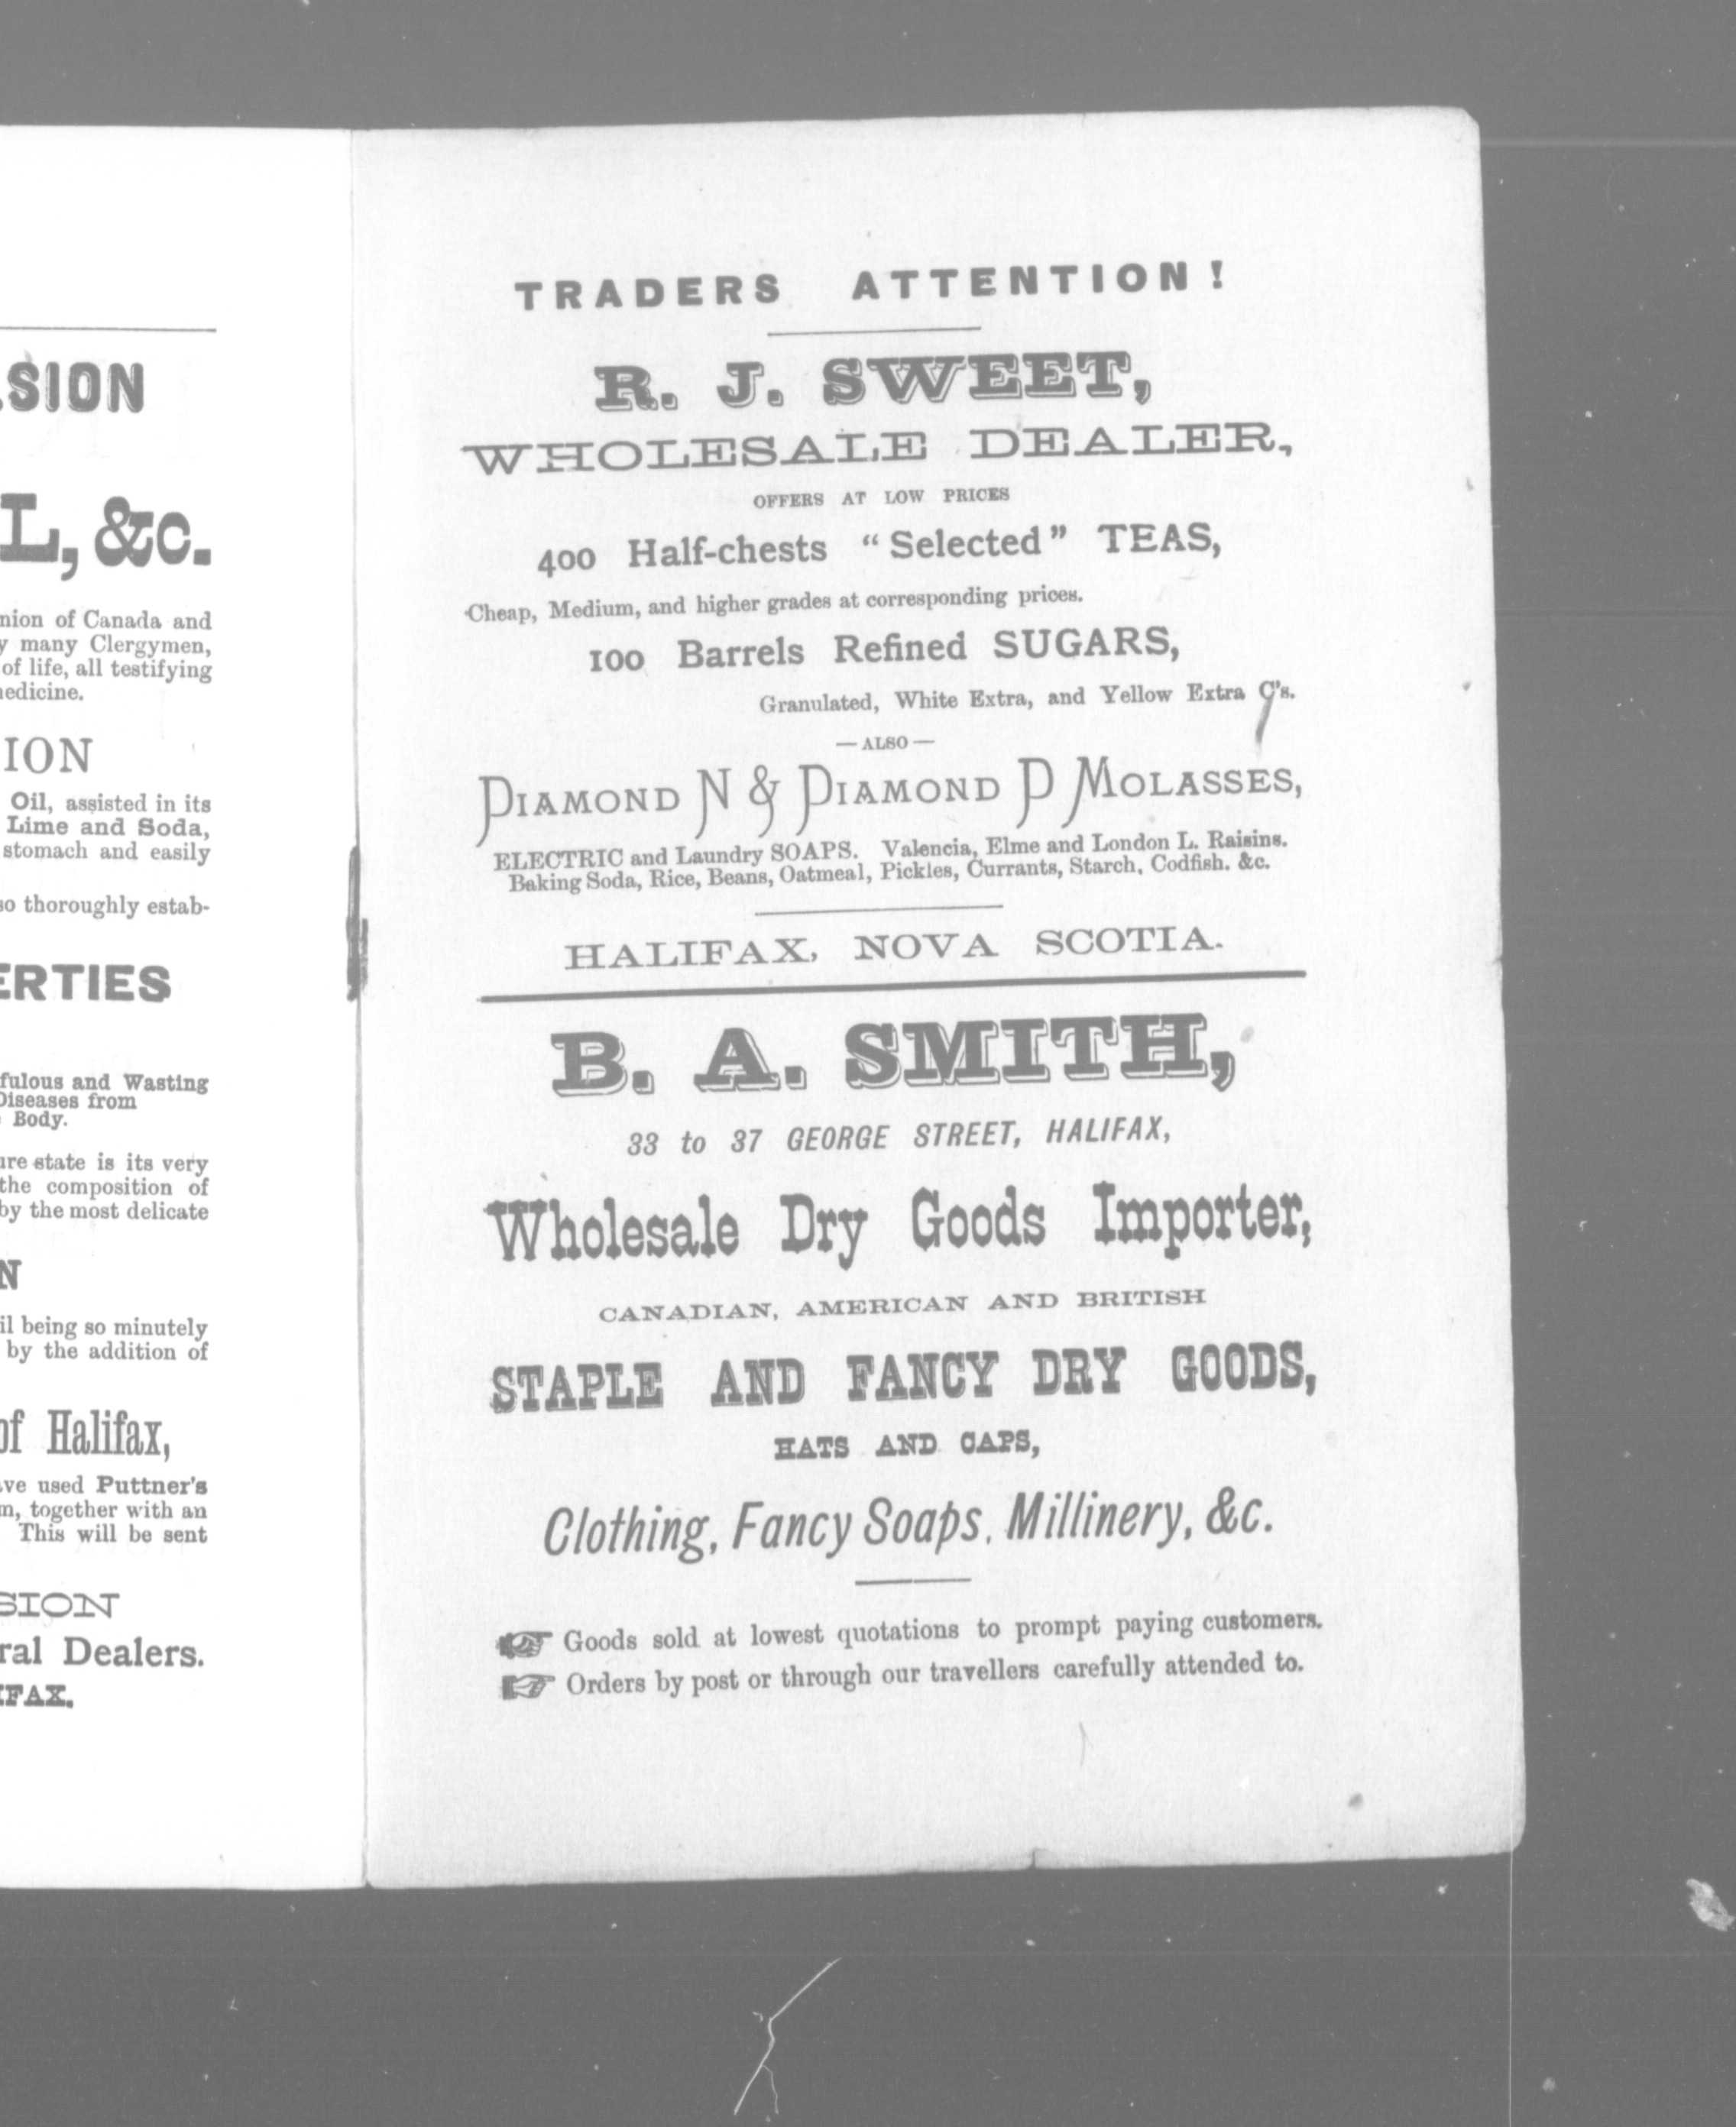 SION
L, &c.
nion of Canada and
y many Clergymen,
of life, all testifying
edicine.
ION
Oil, assisted in its
Lime and Soda,
stomach and easily
so thoroughly estab-
ERTIES
fulous and Wasting
Diseases from
Body.
ure state is its very
the composition of
by the most delicate
N
il being so minutely
by the addition of
of Halifax,
ave used Puttner's
m, together with an
This will be sent
SION
ral Dealers.
IFAX.
TRADERS ATTENTION!
R. J. SWEET,
WHOLESALE DEALER,
OFFERS AT LOW PRICES
400 Half-chests “Selected” TEAS,
Cheap, Medium, and higher grades at corresponding prices.
100 Barrels Refined SUGARS,
Granulated, White Extra, and Yellow Extra C's.
— ALSO —
DIAMOND N & DIAMOND P MOLASSES,
ELECTRIC and Laundry SOAPS. Valencia, Elme and London L. Raisins.
Baking Soda, Rice, Beans, Oatmeal, Pickles, Currants, Starch, Codfish. &c.
HALIFAX, NOVA SCOTIA.
B. A. SMITH,
33 to 37 GEORGE STREET, HALIFAX,
Wholesale Dry Goods Importer,
CANADIAN, AMERICAN AND BRITISH
STAPLE AND FANCY DRY GOODS,
HATS AND CAPS,
Clothing, Fancy Soaps, Millinery, &c.
☞ Goods sold at lowest quotations to prompt paying customers.
☞ Orders by post or through our travellers carefully attended to.